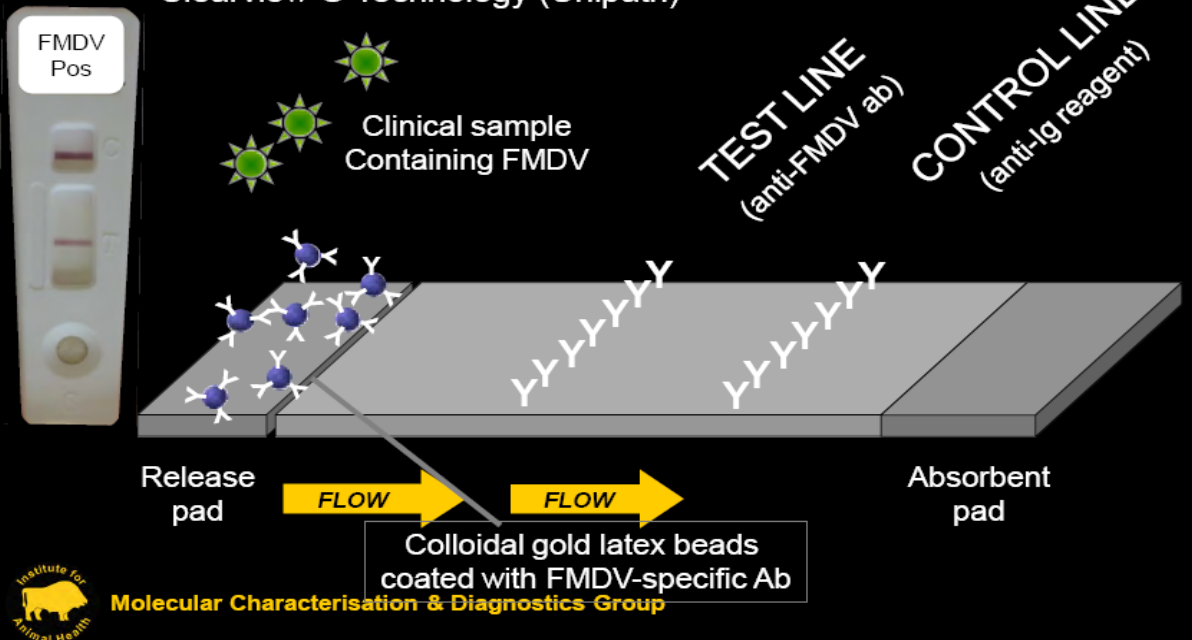 FMDV
Pos
C
T
S
Clinical sample
Containing FMDV
TEST LINE
(anti-FMDV ab)
CONTROL LINE
(anti-Ig reagent)
Release
pad
FLOW
FLOW
Absorbent
pad
Colloidal gold latex beads
coated with FMDV-specific Ab
Institute for
Animal Health
Molecular Characterisation & Diagnostics Group